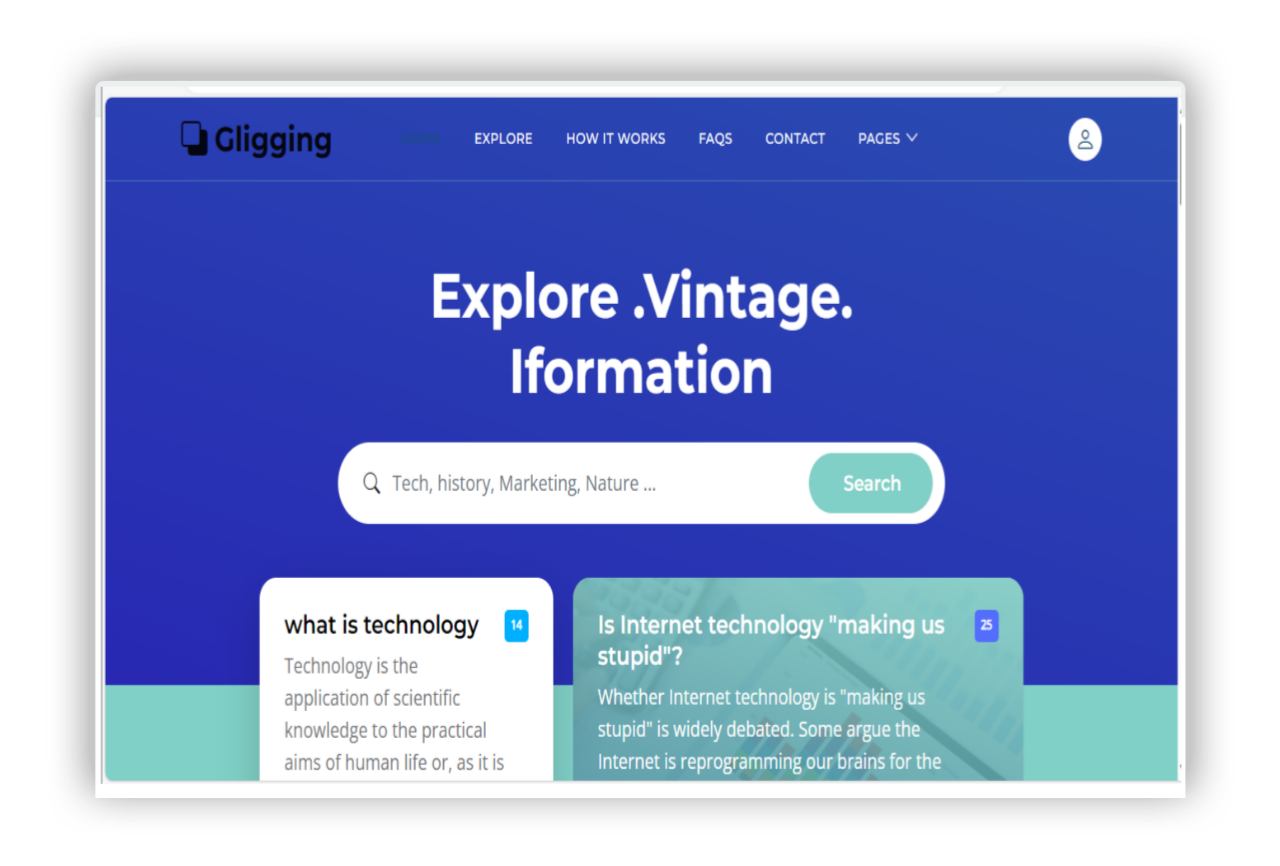 Gligging
HOME EXPLORE HOW IT WORKS FAQS CONTACT PAGES
Explore .Vintage.
Iformation
Tech, history, Marketing, Nature ... Search
what is technology 14
Technology is the
application of scientific
knowledge to the practical
aims of human life or, as it is
Is Internet technology "making us 25
stupid"?
Whether Internet technology is "making us
stupid" is widely debated. Some argue the
Internet is reprogramming our brains for the